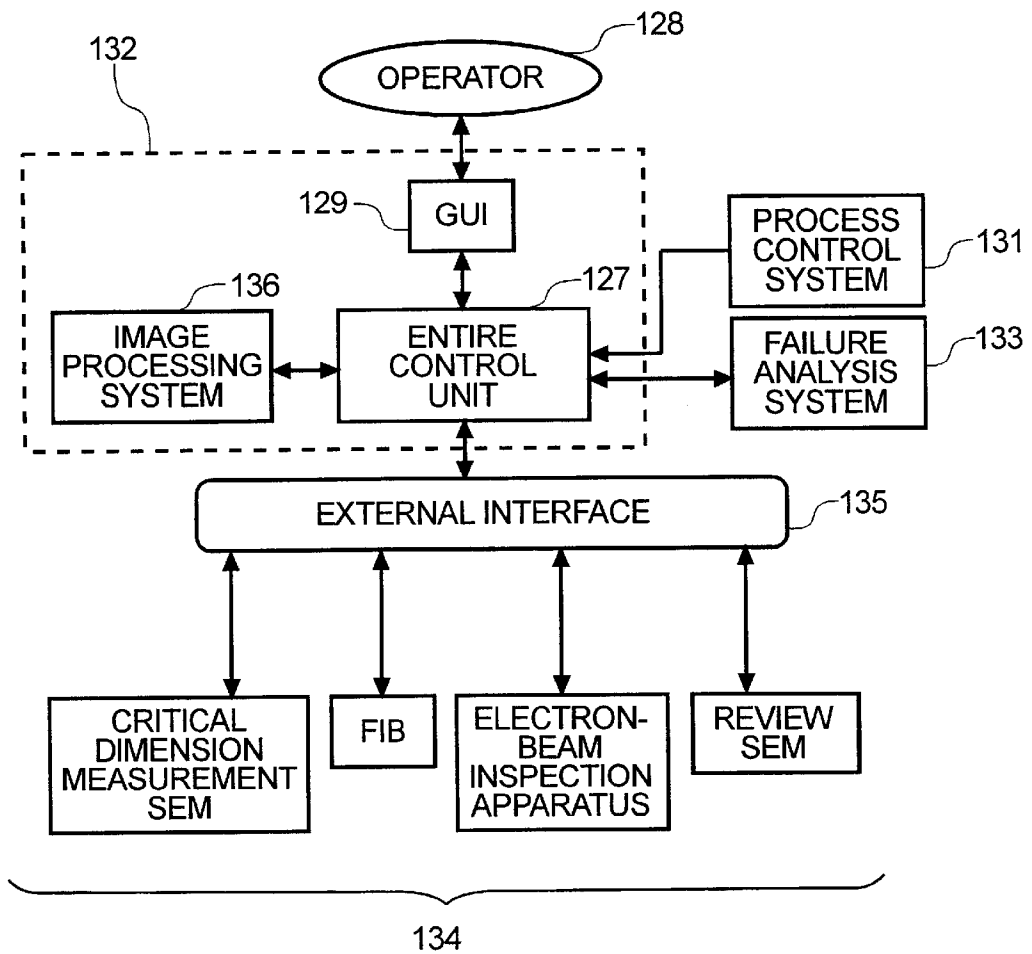 128
132
OPERATOR
129
GUI
PROCESS
CONTROL
SYSTEM
131
136
127
IMAGE
PROCESSING
SYSTEM
ENTIRE
CONTROL
UNIT
FAILURE
ANALYSIS
SYSTEM
133
EXTERNAL INTERFACE
135
CRITICAL
DIMENSION
MEASUREMENT
SEM
FIB
ELECTRON-
BEAM
INSPECTION
APPARATUS
REVIEW
SEM
134